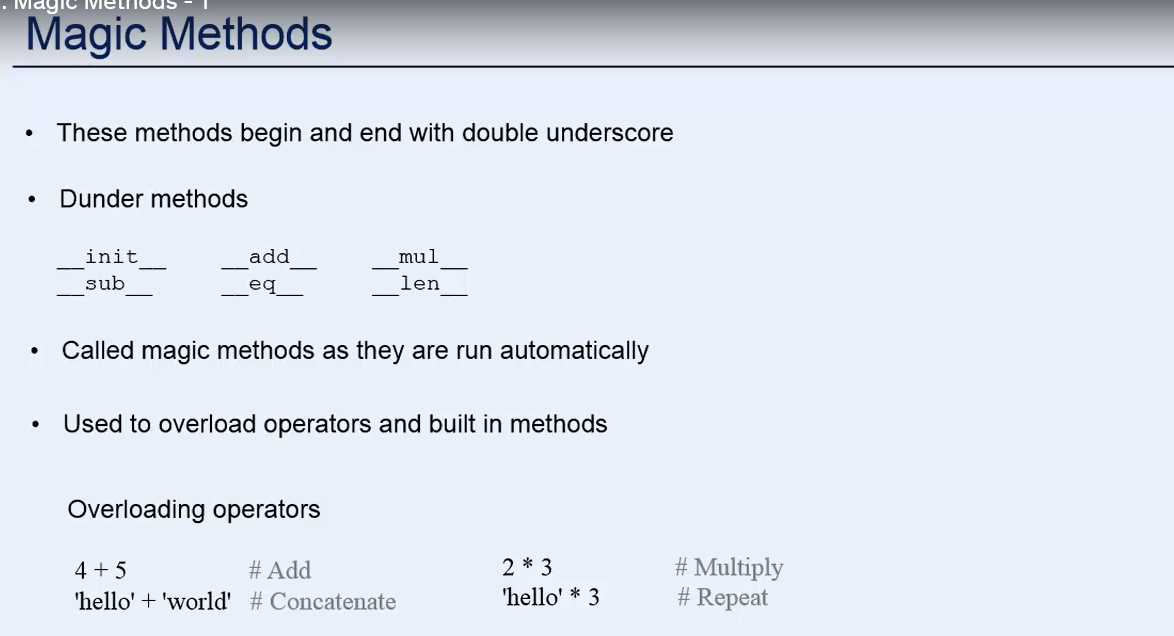 . Magic Methods - 1
Magic Methods
• These methods begin and end with double underscore
• Dunder methods
__init__ __add__ __mul__
__sub__ __eq__ __len__
• Called magic methods as they are run automatically
• Used to overload operators and built in methods
Overloading operators
4 + 5 # Add 2 * 3 # Multiply
'hello' + 'world' # Concatenate 'hello' * 3 # Repeat